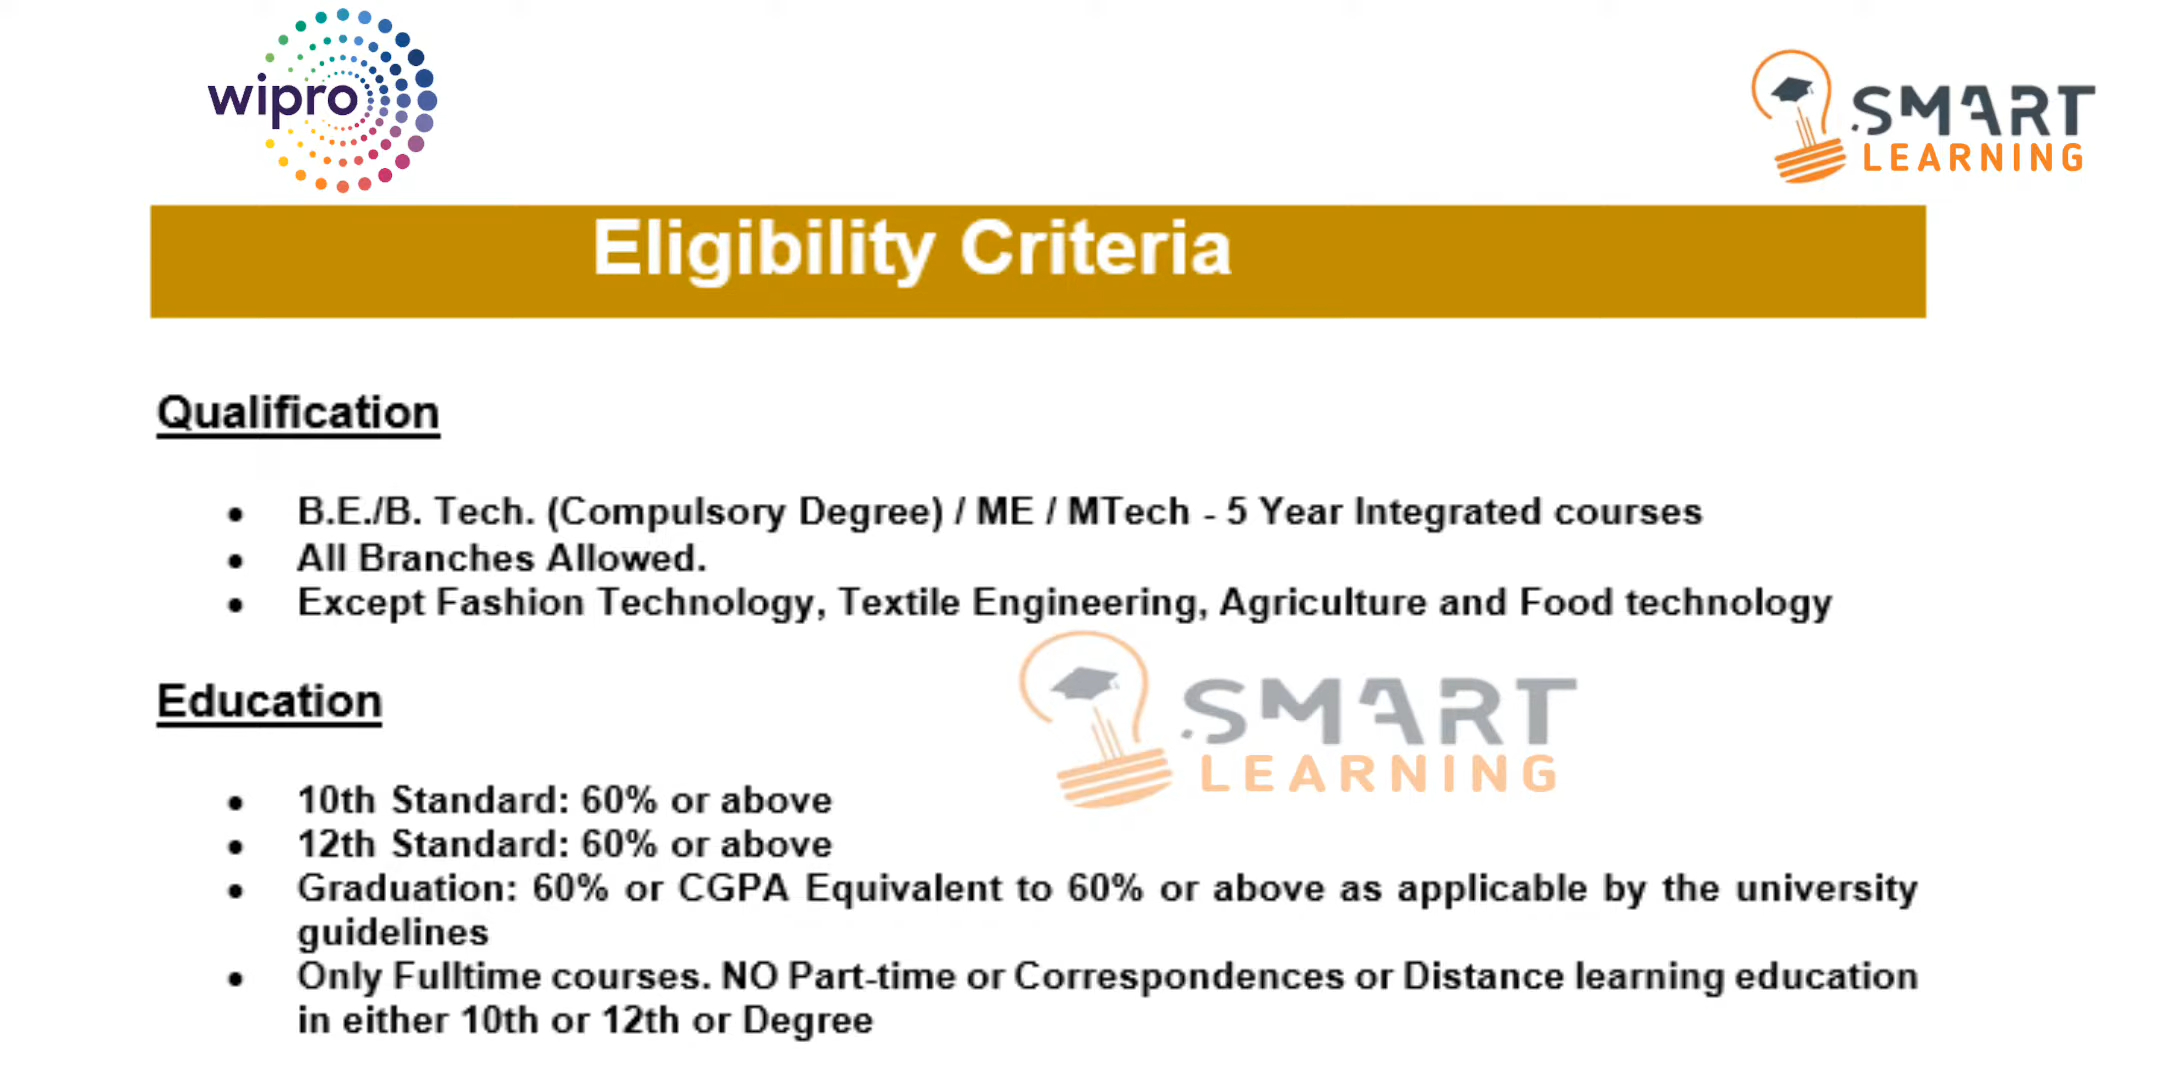 wipro
SMART
LEARNING
Eligibility Criteria
Qualification
• B.E./B. Tech. (Compulsory Degree) / ME / MTech - 5 Year Integrated courses
• All Branches Allowed.
• Except Fashion Technology, Textile Engineering, Agriculture and Food technology
SMART
LEARNING
Education
• 10th Standard: 60% or above
• 12th Standard: 60% or above
• Graduation: 60% or CGPA Equivalent to 60% or above as applicable by the university
guidelines
• Only Fulltime courses. NO Part-time or Correspondences or Distance learning education
in either 10th or 12th or Degree